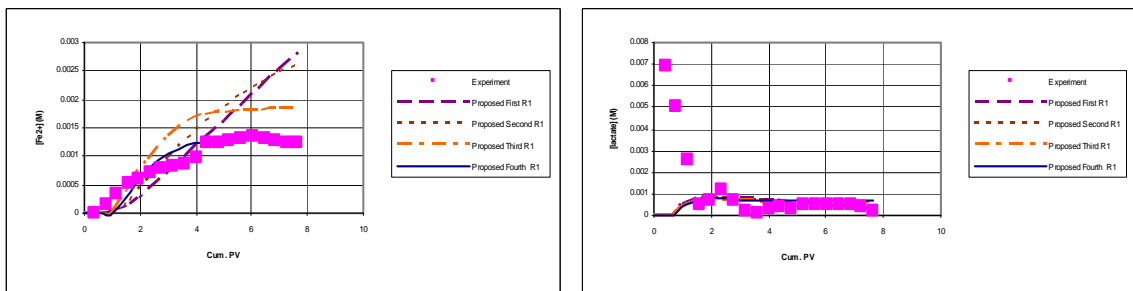 0.003
0.0025
0.002
0.0015
0.001
0.0005
0
0 2 4 6 8 10
[Fe2+] (M)
Cum. PV
Experiment
Proposed First R1
Proposed Second R1
Proposed Third R1
Proposed Fourth R1
0.008
0.007
0.006
0.005
0.004
0.003
0.002
0.001
0
0 2 4 6 8 10
[lactate] (M)
Cum. PV
Experiment
Proposed First R1
Proposed Second R1
Proposed Third R1
Proposed Fourth R1